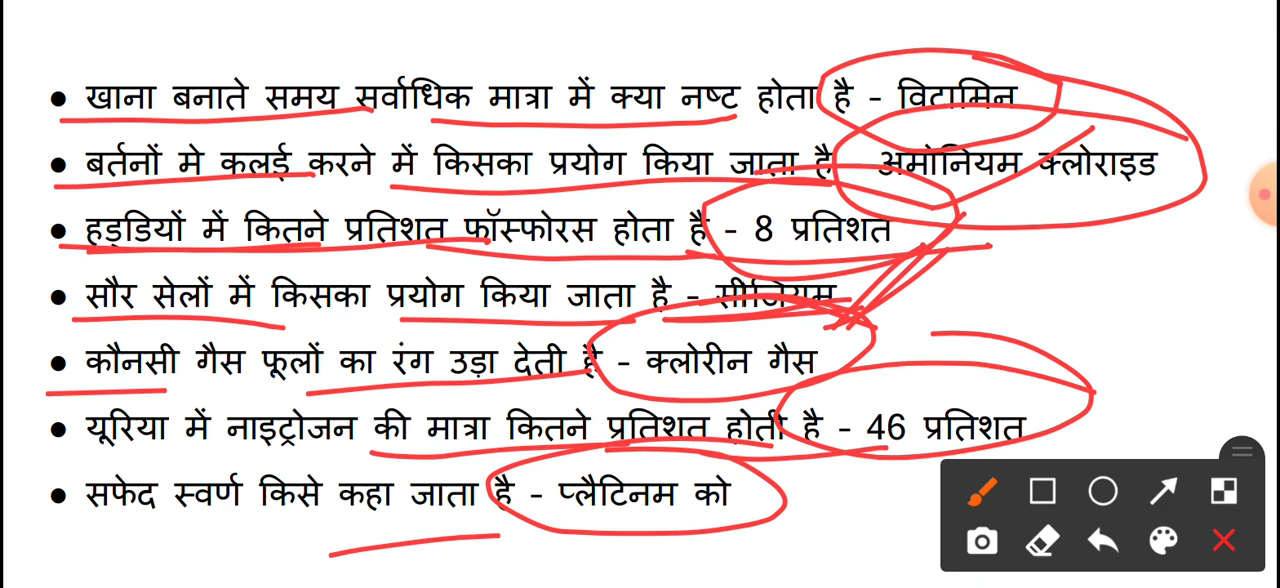 ● खाना बनाते समय सर्वाधिक मात्रा में क्या नष्ट होता है - विटामिन
● बर्तनों मे कलई करने में किसका प्रयोग किया जाता है अमोनियम क्लोराइड
● हड्डियों में कितने प्रतिशत फॉस्फोरस होता है - 8 प्रतिशत
● सौर सेलों में किसका प्रयोग किया जाता है - सीजियम
● कौनसी गैस फूलों का रंग उड़ा देती है - क्लोरीन गैस
● यूरिया में नाइट्रोजन की मात्रा कितने प्रतिशत होती है - 46 प्रतिशत
● सफेद स्वर्ण किसे कहा जाता है - प्लैटिनम को